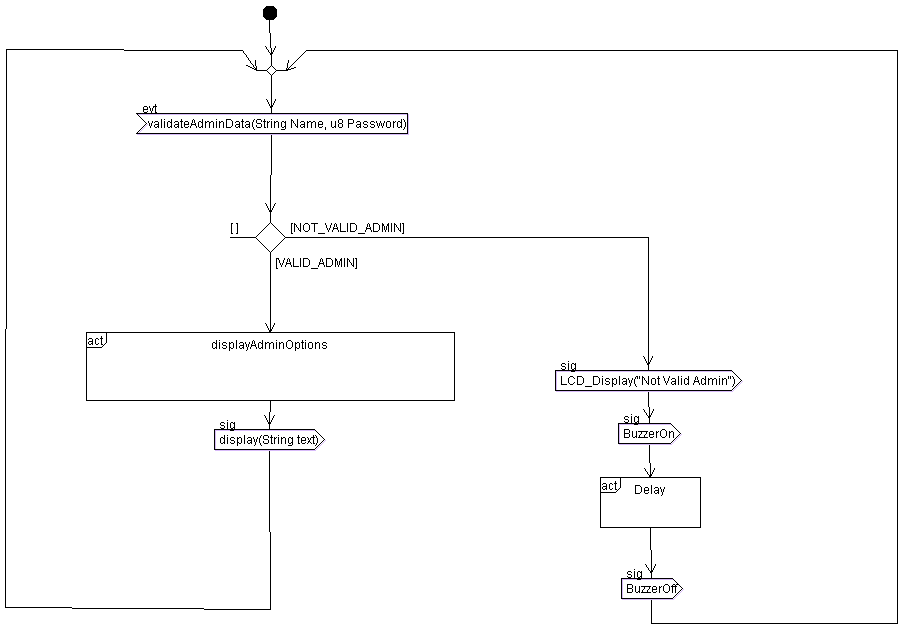 evt
validateAdminData(String Name, u8 Password)
[ ]
[NOT_VALID_ADMIN]
[VALID_ADMIN]
act
displayAdminOptions
sig
display(String text)
sig
LCD_Display("Not Valid Admin")
sig
BuzzerOn
act
Delay
sig
BuzzerOff